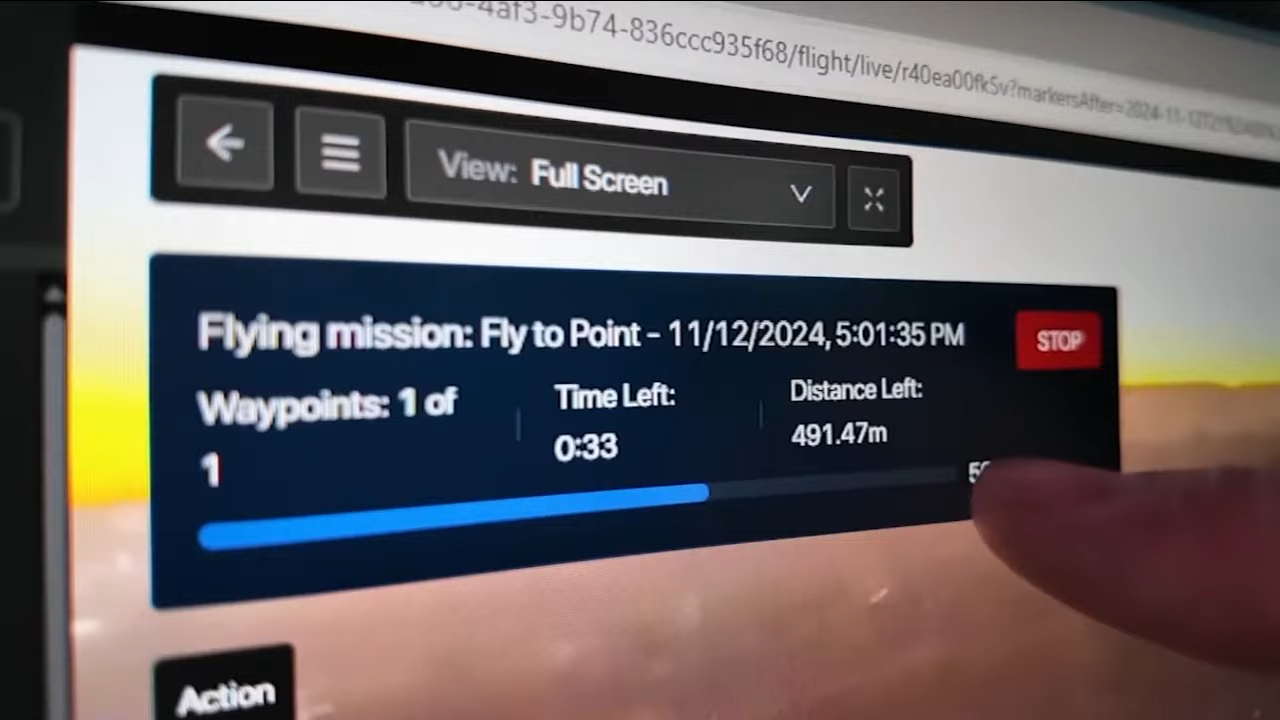 4af3-9b74-836ccc935f68/flight/live/r40ea00fk5v?markersAfter=2024-11-12T21
View: Full Screen
Flying mission: Fly to Point – 11/12/2024, 5:01:35 PM
STOP
Waypoints: 1 of
1
Time Left:
0:33
Distance Left:
491.47m
Action